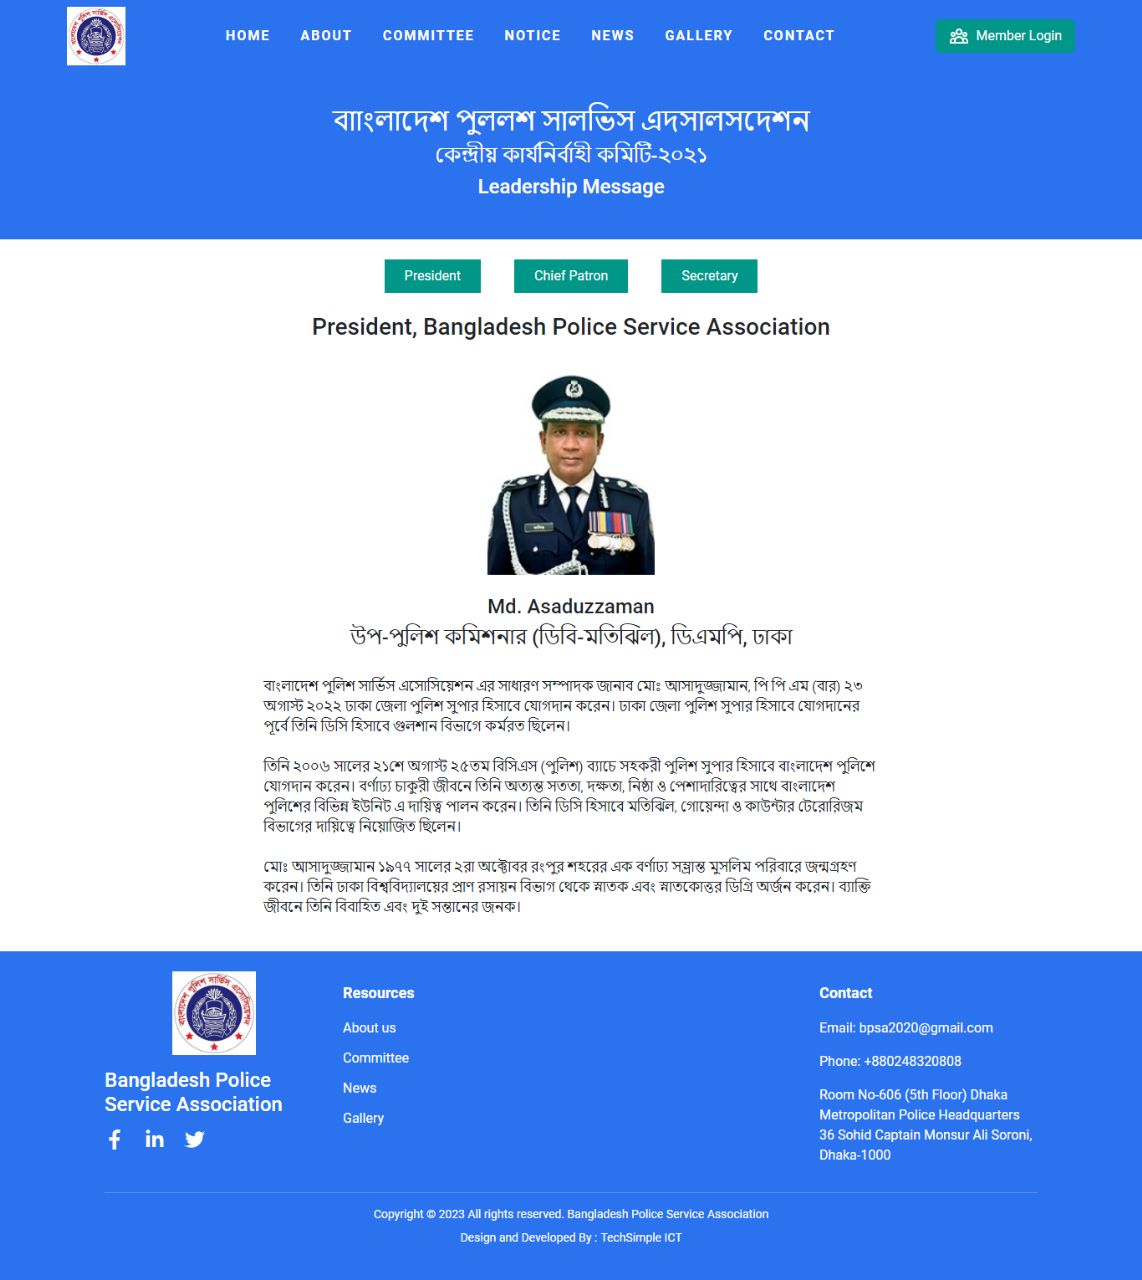 বাংলাদেশ পুলিশ সার্ভিস এসোসিয়েশন
HOME ABOUT COMMITTEE NOTICE NEWS GALLERY CONTACT
Member Login
বাাংলাদেশ পুললশ সালভিস এদসালসদেশন
কেন্দ্রীয় কার্যনির্বাহী কমিটি-২০২১
Leadership Message
President Chief Patron Secretary
President, Bangladesh Police Service Association
Md. Asaduzzaman
উপ-পুলিশ কমিশনার (ডিবি-মতিঝিল), ডিএমপি, ঢাকা
বাংলাদেশ পুলিশ সার্ভিস এসোসিয়েশন এর সাধারণ সম্পাদক জানাব মোঃ আসাদুজ্জামান, পি পি এম (বার) ২৩
অগাস্ট ২০২২ ঢাকা জেলা পুলিশ সুপার হিসাবে যোগদান করেন। ঢাকা জেলা পুলিশ সুপার হিসাবে যোগদানের
পূর্বে তিনি ডিসি হিসাবে গুলশান বিভাগে কর্মরত ছিলেন।
তিনি ২০০৬ সালের ২১শে অগাস্ট ২৫তম বিসিএস (পুলিশ) ব্যাচে সহকরী পুলিশ সুপার হিসাবে বাংলাদেশ পুলিশে
যোগদান করেন। বর্ণাঢ্য চাকুরী জীবনে তিনি অত্যন্ত সততা, দক্ষতা, নিষ্ঠা ও পেশাদারিত্বের সাথে বাংলাদেশ
পুলিশের বিভিন্ন ইউনিট এ দায়িত্ব পালন করেন। তিনি ডিসি হিসাবে মতিঝিল, গোয়েন্দা ও কাউন্টার টেরোরিজম
বিভাগের দায়িত্বে নিয়োজিত ছিলেন।
মোঃ আসাদুজ্জামান ১৯৭৭ সালের ২রা অক্টোবর রংপুর শহরের এক বর্ণাঢ্য সম্ভ্রান্ত মুসলিম পরিবারে জন্মগ্রহণ
করেন। তিনি ঢাকা বিশ্ববিদ্যালয়ের প্রাণ রসায়ন বিভাগ থেকে স্নাতক এবং স্নাতকোত্তর ডিগ্রি অর্জন করেন। ব্যাক্তি
জীবনে তিনি বিবাহিত এবং দুই সন্তানের জনক।
বাংলাদেশ পুলিশ সার্ভিস এসোসিয়েশন
Bangladesh Police
Service Association
Resources
About us
Committee
News
Gallery
Contact
Email: bpsa2020@gmail.com
Phone: +880248320808
Room No-606 (5th Floor) Dhaka
Metropolitan Police Headquarters
36 Sohid Captain Monsur Ali Soroni,
Dhaka-1000
Copyright © 2023 All rights reserved. Bangladesh Police Service Association
Design and Developed By : TechSimple ICT